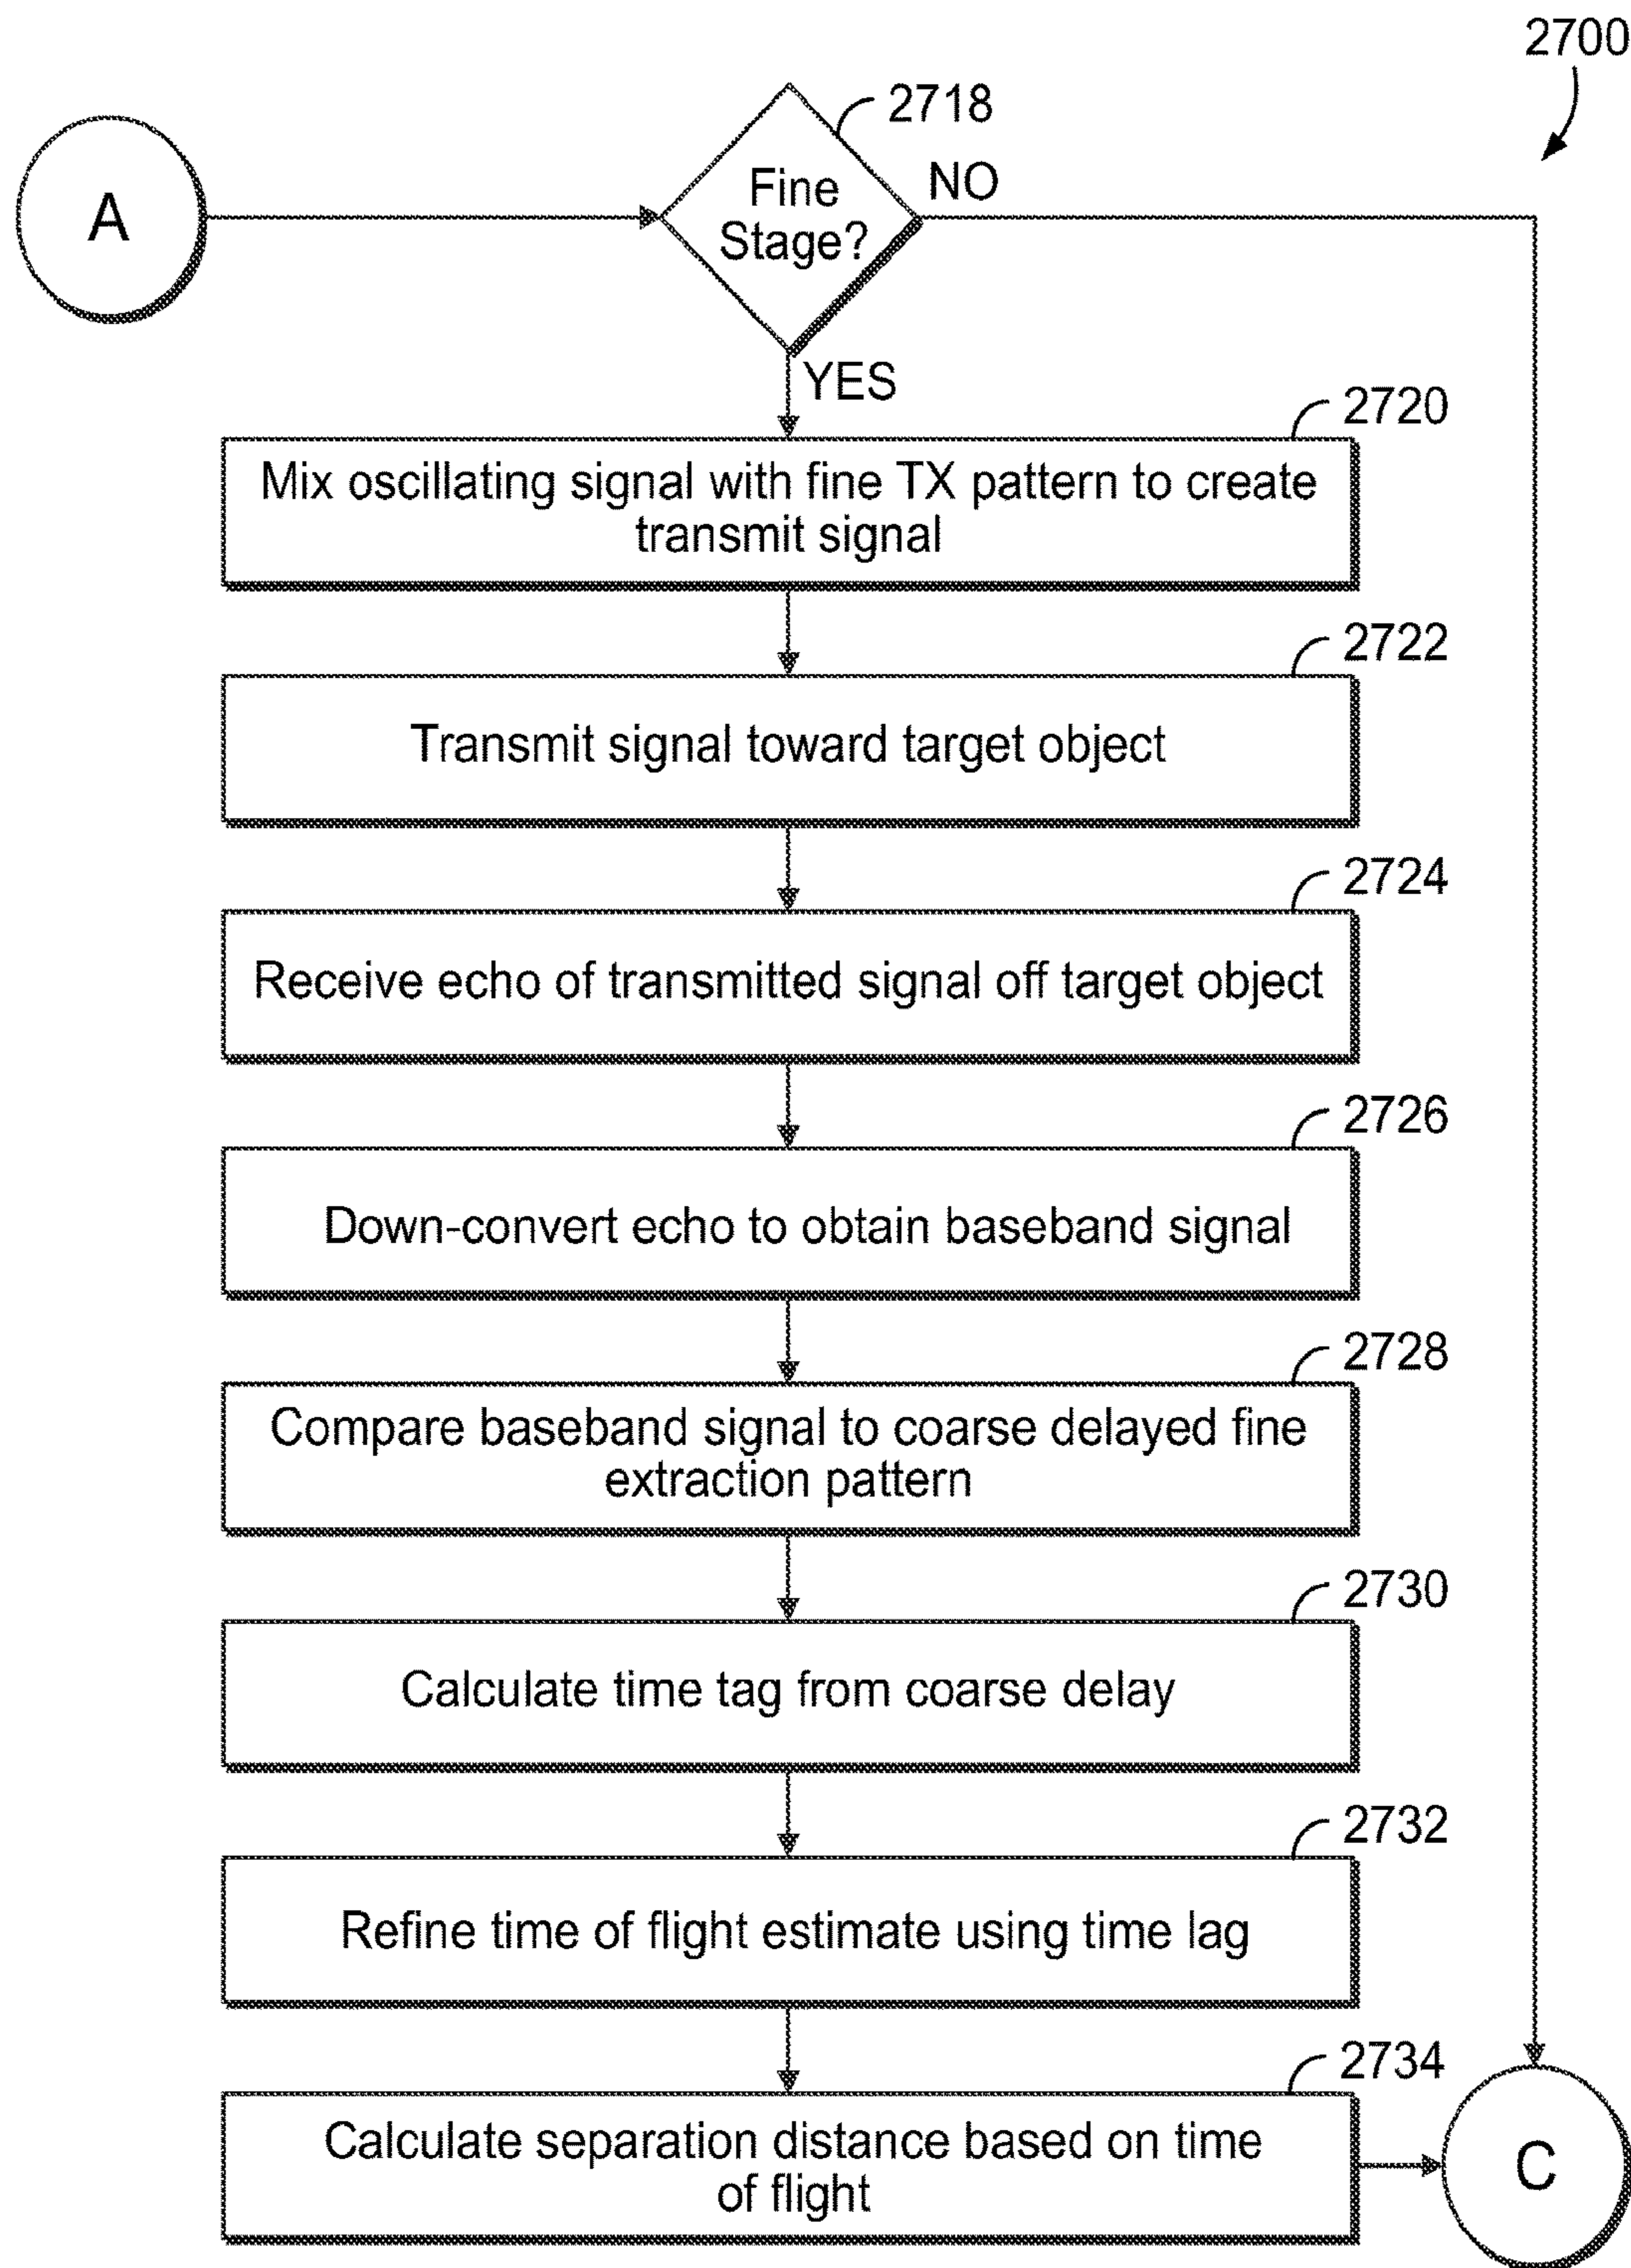 2700
2718
A
Fine
Stage?
NO
YES
2720
Mix oscillating signal with fine TX pattern to create
transmit signal
2722
Transmit signal toward target object
2724
Receive echo of transmitted signal off target object
2726
Down-convert echo to obtain baseband signal
2728
Compare baseband signal to coarse delayed fine
extraction pattern
2730
Calculate time tag from coarse delay
2732
Refine time of flight estimate using time lag
2734
Calculate separation distance based on time
of flight
C